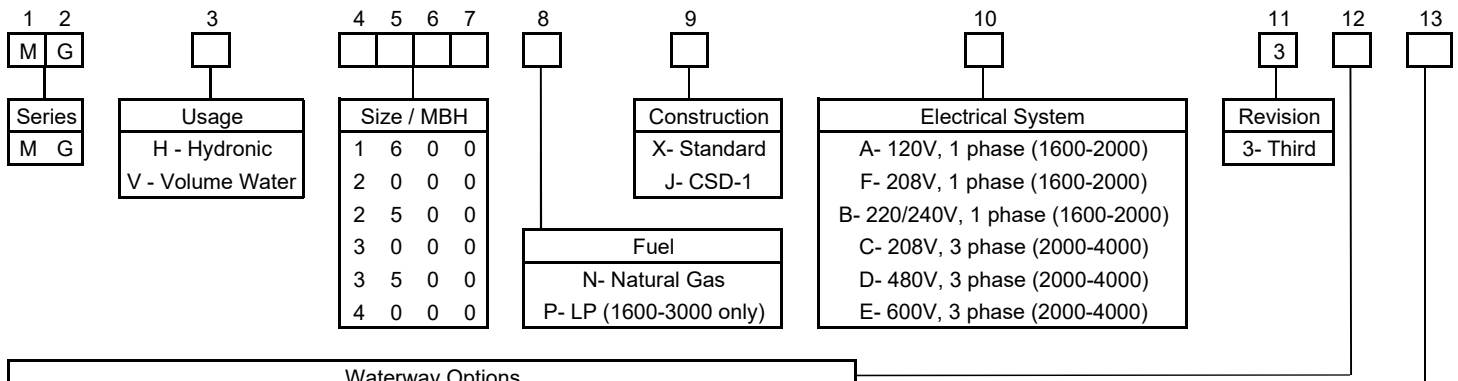 1 2 3 4 5 6 7 8 9 10 11 12 13
M G 3
Series Usage Size / MBH Construction Electrical System Revision
M G H - Hydronic 1 6 0 0 X- Standard A- 120V, 1 phase (1600-2000) 3- Third
V - Volume Water 2 0 0 0 J- CSD-1 F- 208V, 1 phase (1600-2000)
2 5 0 0 B- 220/240V, 1 phase (1600-2000)
3 0 0 0 Fuel C- 208V, 3 phase (2000-4000)
3 5 0 0 N- Natural Gas D- 480V, 3 phase (2000-4000)
4 0 0 0 P- LP (1600-3000 only) E- 600V, 3 phase (2000-4000)
Waterway Options